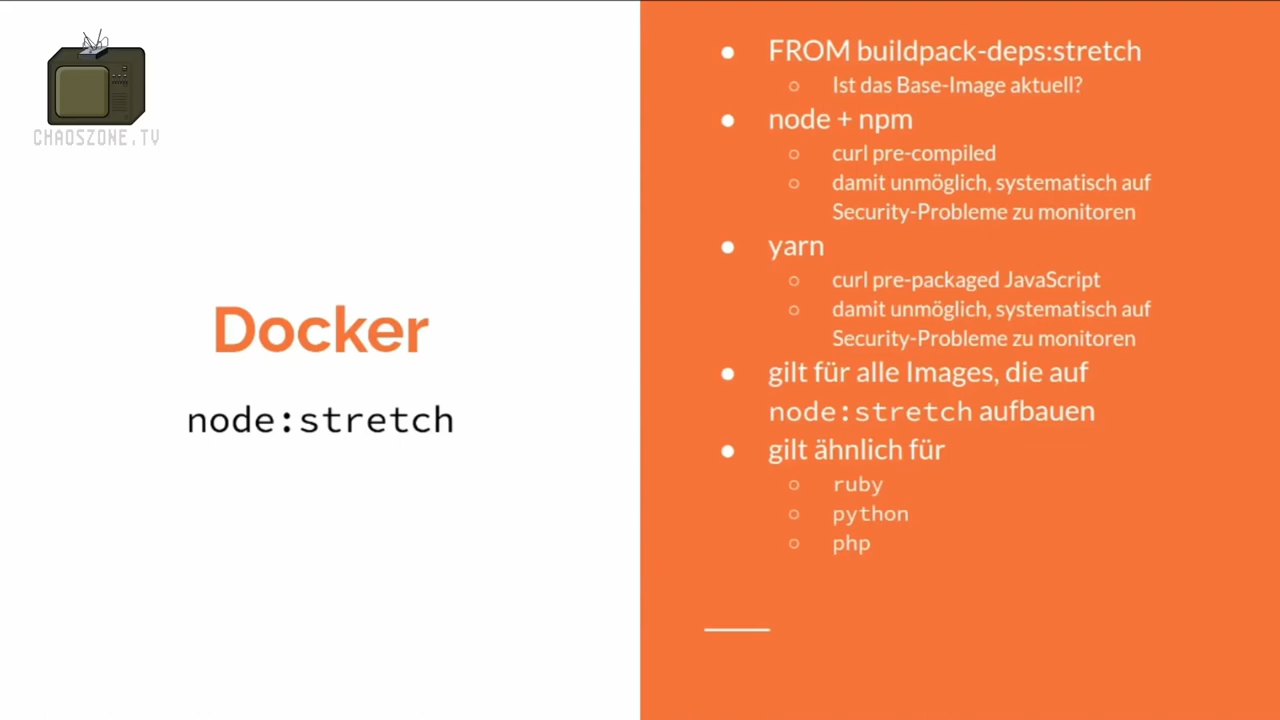 CHAOSZONE.TV
Docker
node:stretch
● FROM buildpack-deps:stretch
○ Ist das Base-Image aktuell?
● node + npm
○ curl pre-compiled
○ damit unmöglich, systematisch auf
Security-Probleme zu monitoren
● yarn
○ curl pre-packaged JavaScript
○ damit unmöglich, systematisch auf
Security-Probleme zu monitoren
● gilt für alle Images, die auf
node:stretch aufbauen
● gilt ähnlich für
○ ruby
○ python
○ php